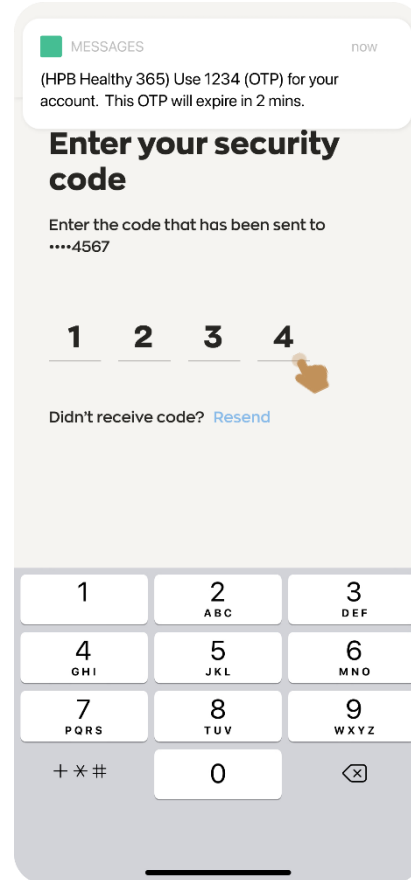 MESSAGES now
(HPB Healthy 365) Use 1234 (OTP) for your
account. This OTP will expire in 2 mins.
Enter your security
code
Enter the code that has been sent to
••••4567
1 2 3 4
Didn't receive code? Resend
1 2 3
ABC DEF
4 5 6
GHI JKL MNO
7 8 9
PQRS TUV WXYZ
+*# 0